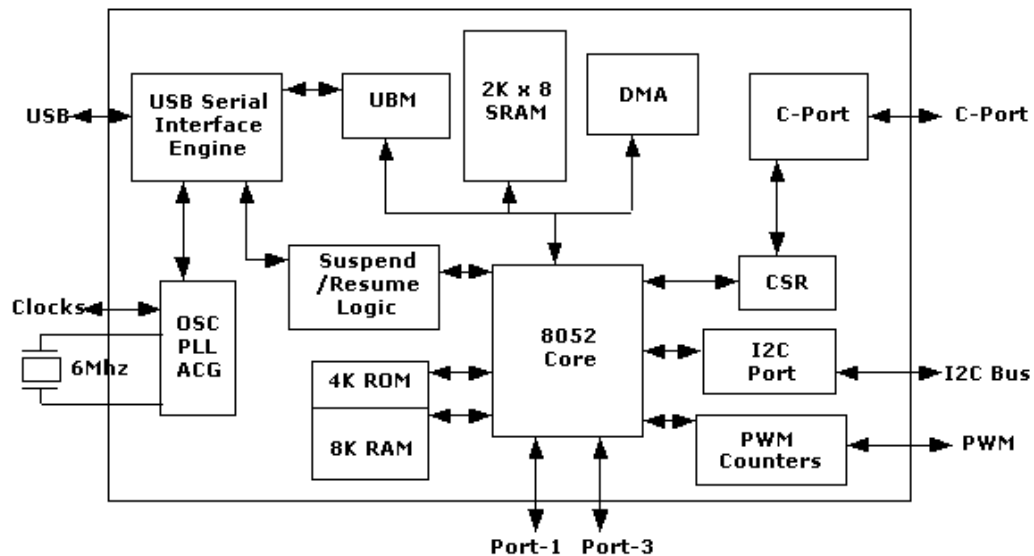 USB
USB Serial
Interface
Engine
UBM
2K x 8
SRAM
DMA
C-Port
C-Port
Suspend
/Resume
Logic
CSR
Clocks
OSC
PLL
ACG
6Mhz
8052
Core
4K ROM
8K RAM
I2C
Port
I2C Bus
PWM
Counters
PWM
Port-1
Port-3